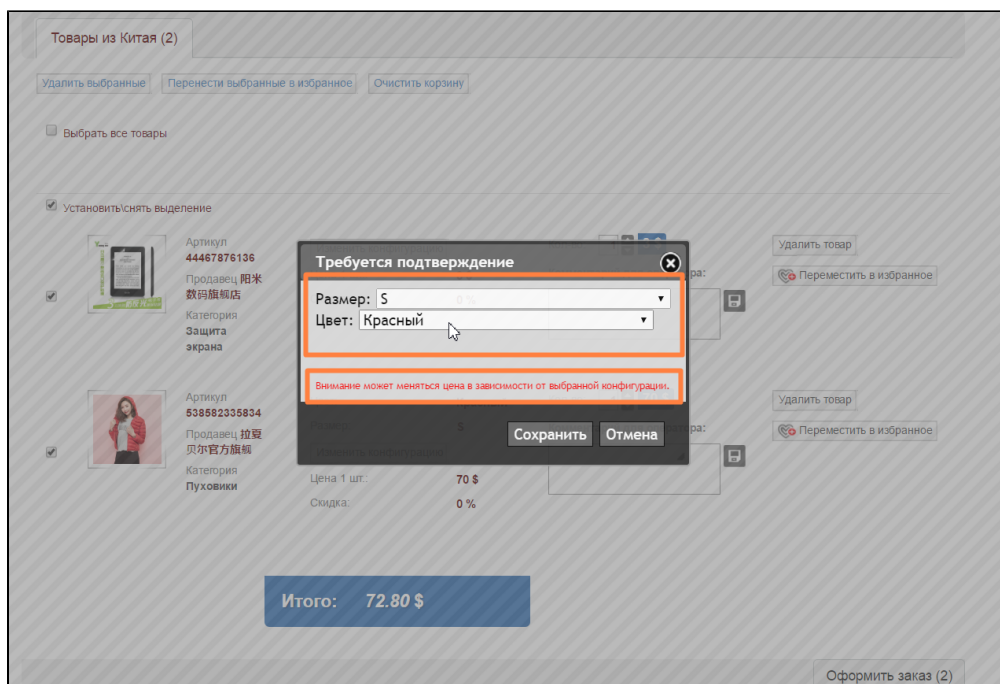 Товары из Китая (2)
Удалить выбранные Перенести выбранные в избранное Очистить корзину
Выбрать все товары
Установить\снять выделение
Артикул
44467876136
Продавец 阳米
数码旗舰店
Категория
Защита
экрана
Удалить товар
Переместить в избранное
Требуется подтверждение
Размер: S
0 %
Цвет: Красный
Внимание может меняться цена в зависимости от выбранной конфигурации.
Сохранить Отмена
Артикул
538582335834
Продавец 拉夏
贝尔官方旗舰
Категория
Пуховики
Размер: S
Изменить конфигурацию
Цена 1 шт.: 70 $
Скидка: 0 %
Удалить товар
Переместить в избранное
Итого: 72.80 $
Оформить заказ (2)